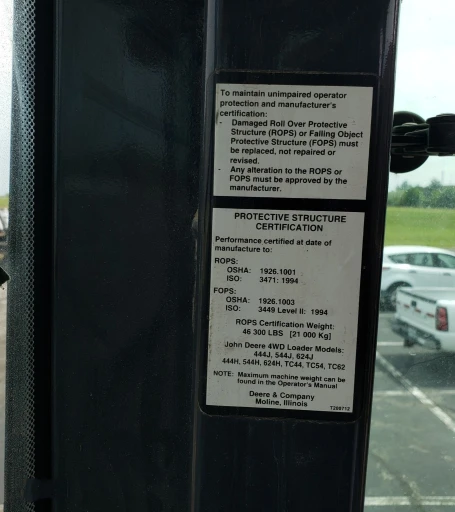 To maintain unimpaired operator
protection and manufacturer's
certification:
- Damaged Roll Over Protective
Structure (ROPS) or Falling Object
Protective Structure (FOPS) must
be replaced, not repaired or
revised.
- Any alteration to the ROPS or
FOPS must be approved by the
manufacturer.
PROTECTIVE STRUCTURE
CERTIFICATION
Performance certified at date of
manufacture to:
ROPS:
OSHA: 1926.1001
ISO: 3471: 1994
FOPS:
OSHA: 1926.1003
ISO: 3449 Level II: 1994
ROPS Certification Weight:
46 300 LBS [21 000 Kg]
John Deere 4WD Loader Models:
444J, 544J, 624J
444H, 544H, 624H, TC44, TC54, TC62
NOTE: Maximum machine weight can be
found in the Operator's Manual
Deere & Company
Moline, Illinois
T209712